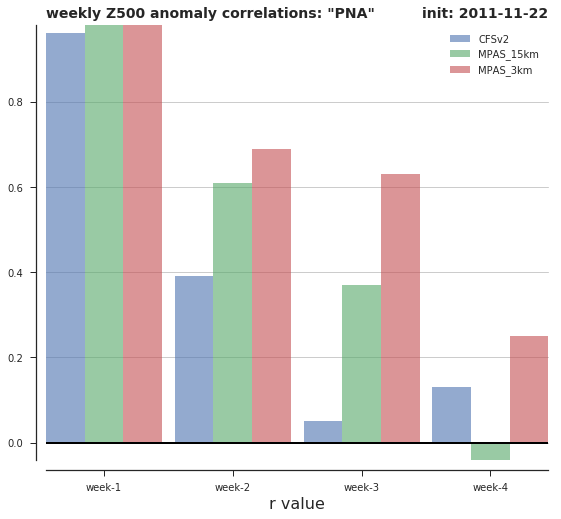 weekly Z500 anomaly correlations: "PNA" init: 2011-11-22
CFSv2
MPAS_15km
MPAS_3km
0.8
0.6
0.4
0.2
0.0
week-1 week-2 week-3 week-4
r value